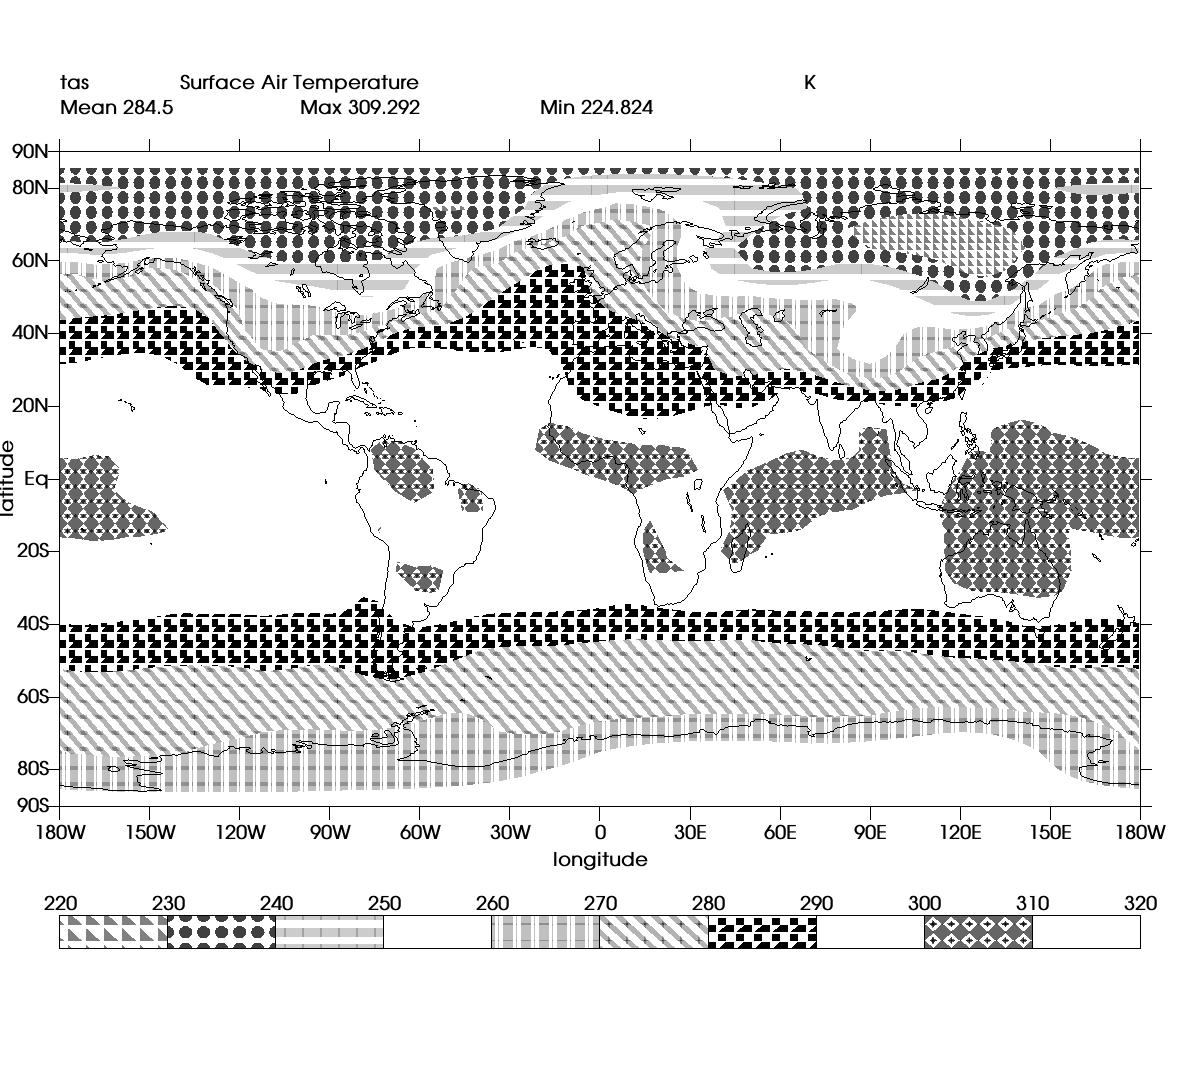 tas Surface Air Temperature K
Mean 284.5 Max 309.292 Min 224.824
90N
80N
60N
40N
20N
Eq
20S
40S
60S
80S
90S
latitude
180W 150W 120W 90W 60W 30W 0 30E 60E 90E 120E 150E 180W
longitude
220 230 240 250 260 270 280 290 300 310 320